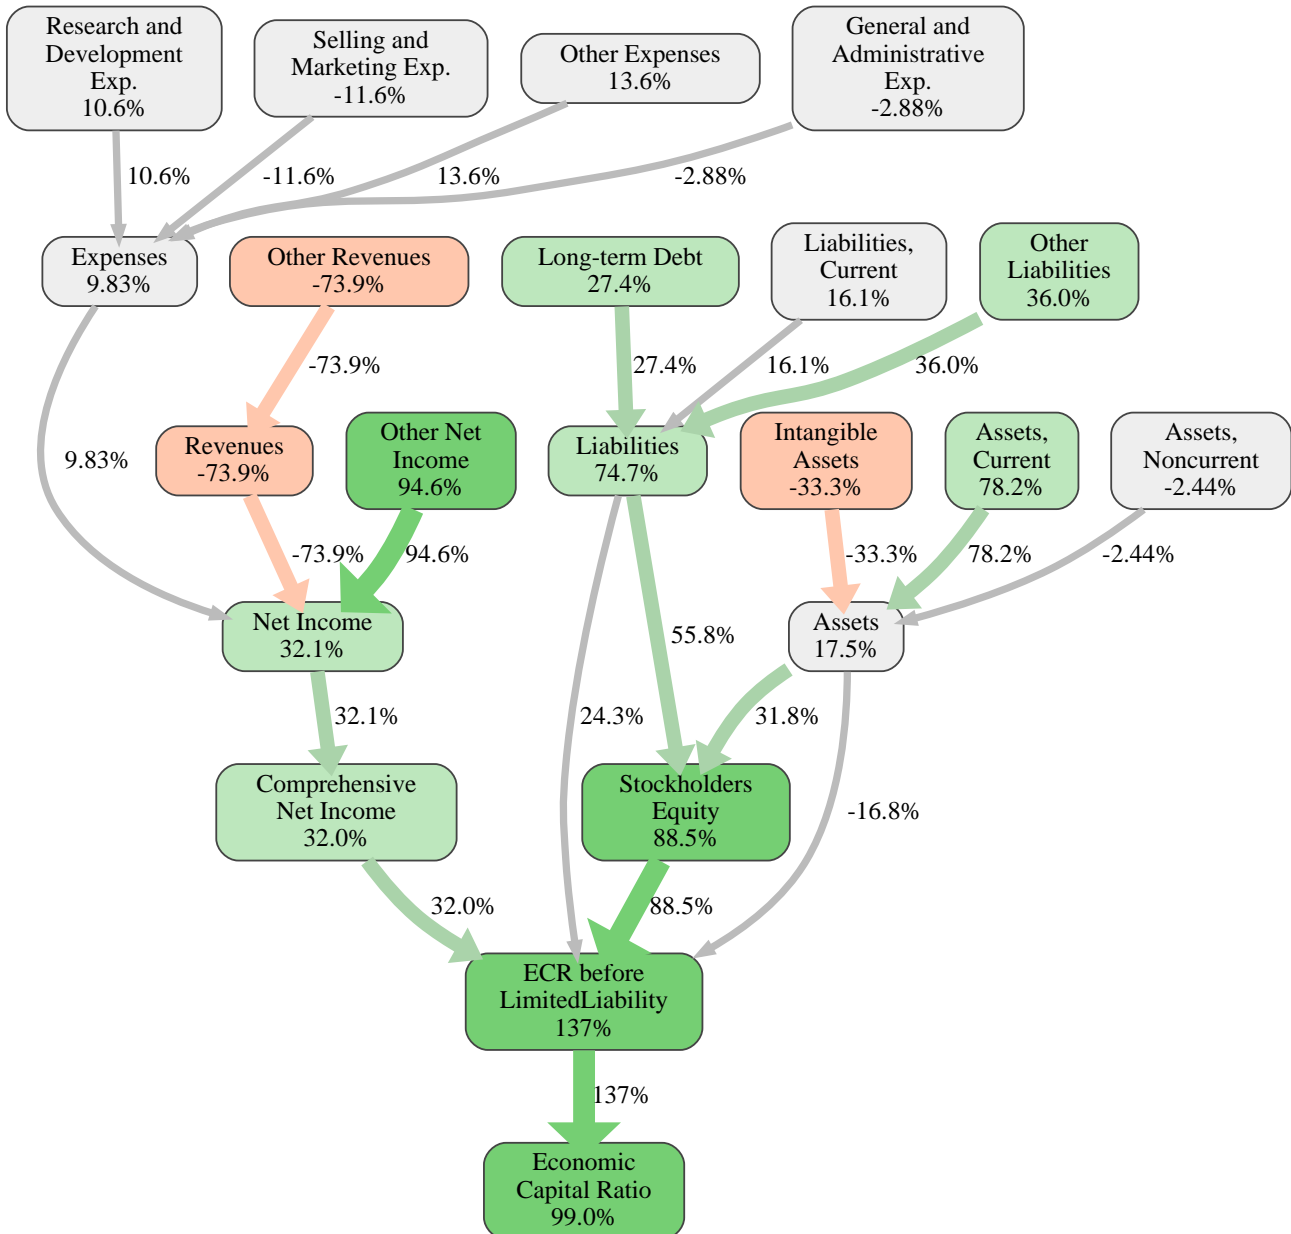 Research and
Development
Exp.
10.6%
Selling and
Marketing Exp.
-11.6%
Other Expenses
13.6%
General and
Administrative
Exp.
-2.88%
10.6%
-11.6%
13.6%
-2.88%
Expenses
9.83%
Other Revenues
-73.9%
Long-term Debt
27.4%
Liabilities,
Current
16.1%
Other
Liabilities
36.0%
-73.9%
27.4%
16.1%
36.0%
9.83%
Revenues
-73.9%
Other Net
Income
94.6%
Liabilities
74.7%
Intangible
Assets
-33.3%
Assets,
Current
78.2%
Assets,
Noncurrent
-2.44%
-73.9%
94.6%
-33.3%
78.2%
-2.44%
Net Income
32.1%
55.8%
Assets
17.5%
32.1%
24.3%
31.8%
Comprehensive
Net Income
32.0%
Stockholders
Equity
88.5%
-16.8%
32.0%
88.5%
ECR before
LimitedLiability
137%
137%
Economic
Capital Ratio
99.0%